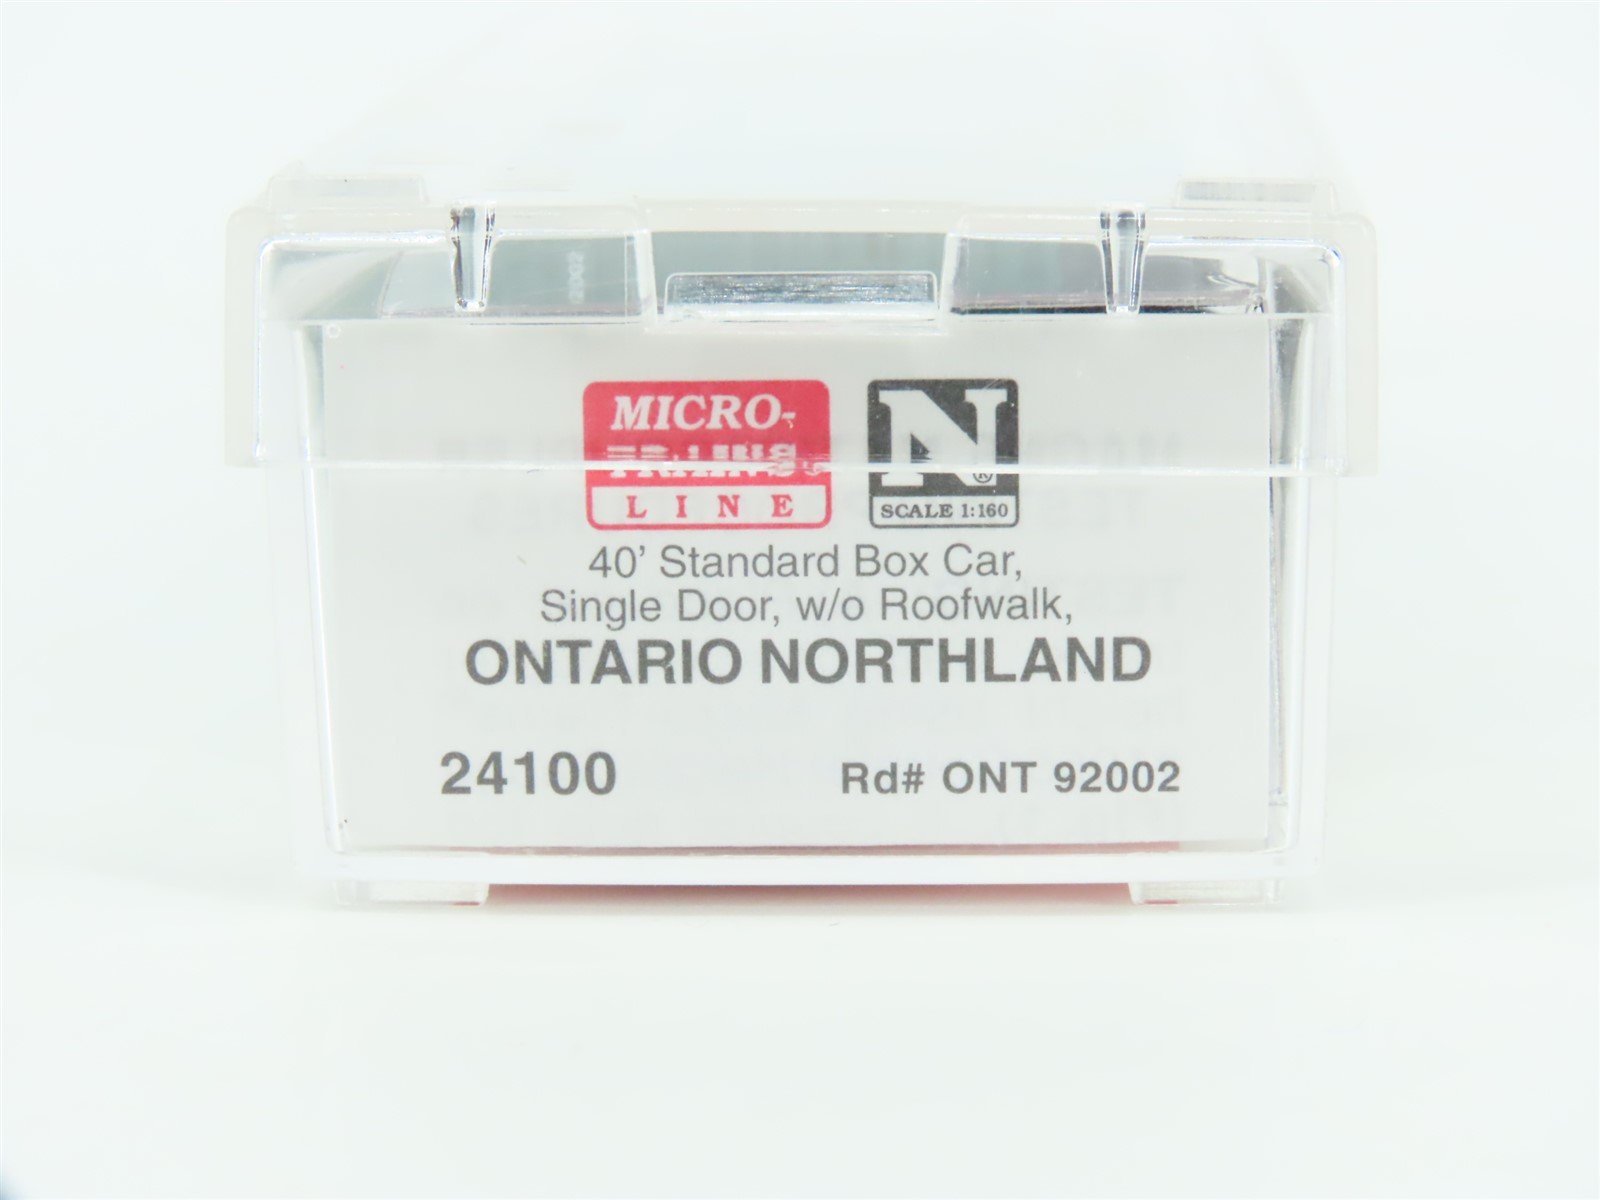 MICRO-
TRAINS
LINE
N
®
SCALE 1:160
40' Standard Box Car,
Single Door, w/o Roofwalk,
ONTARIO NORTHLAND
24100
Rd# ONT 92002